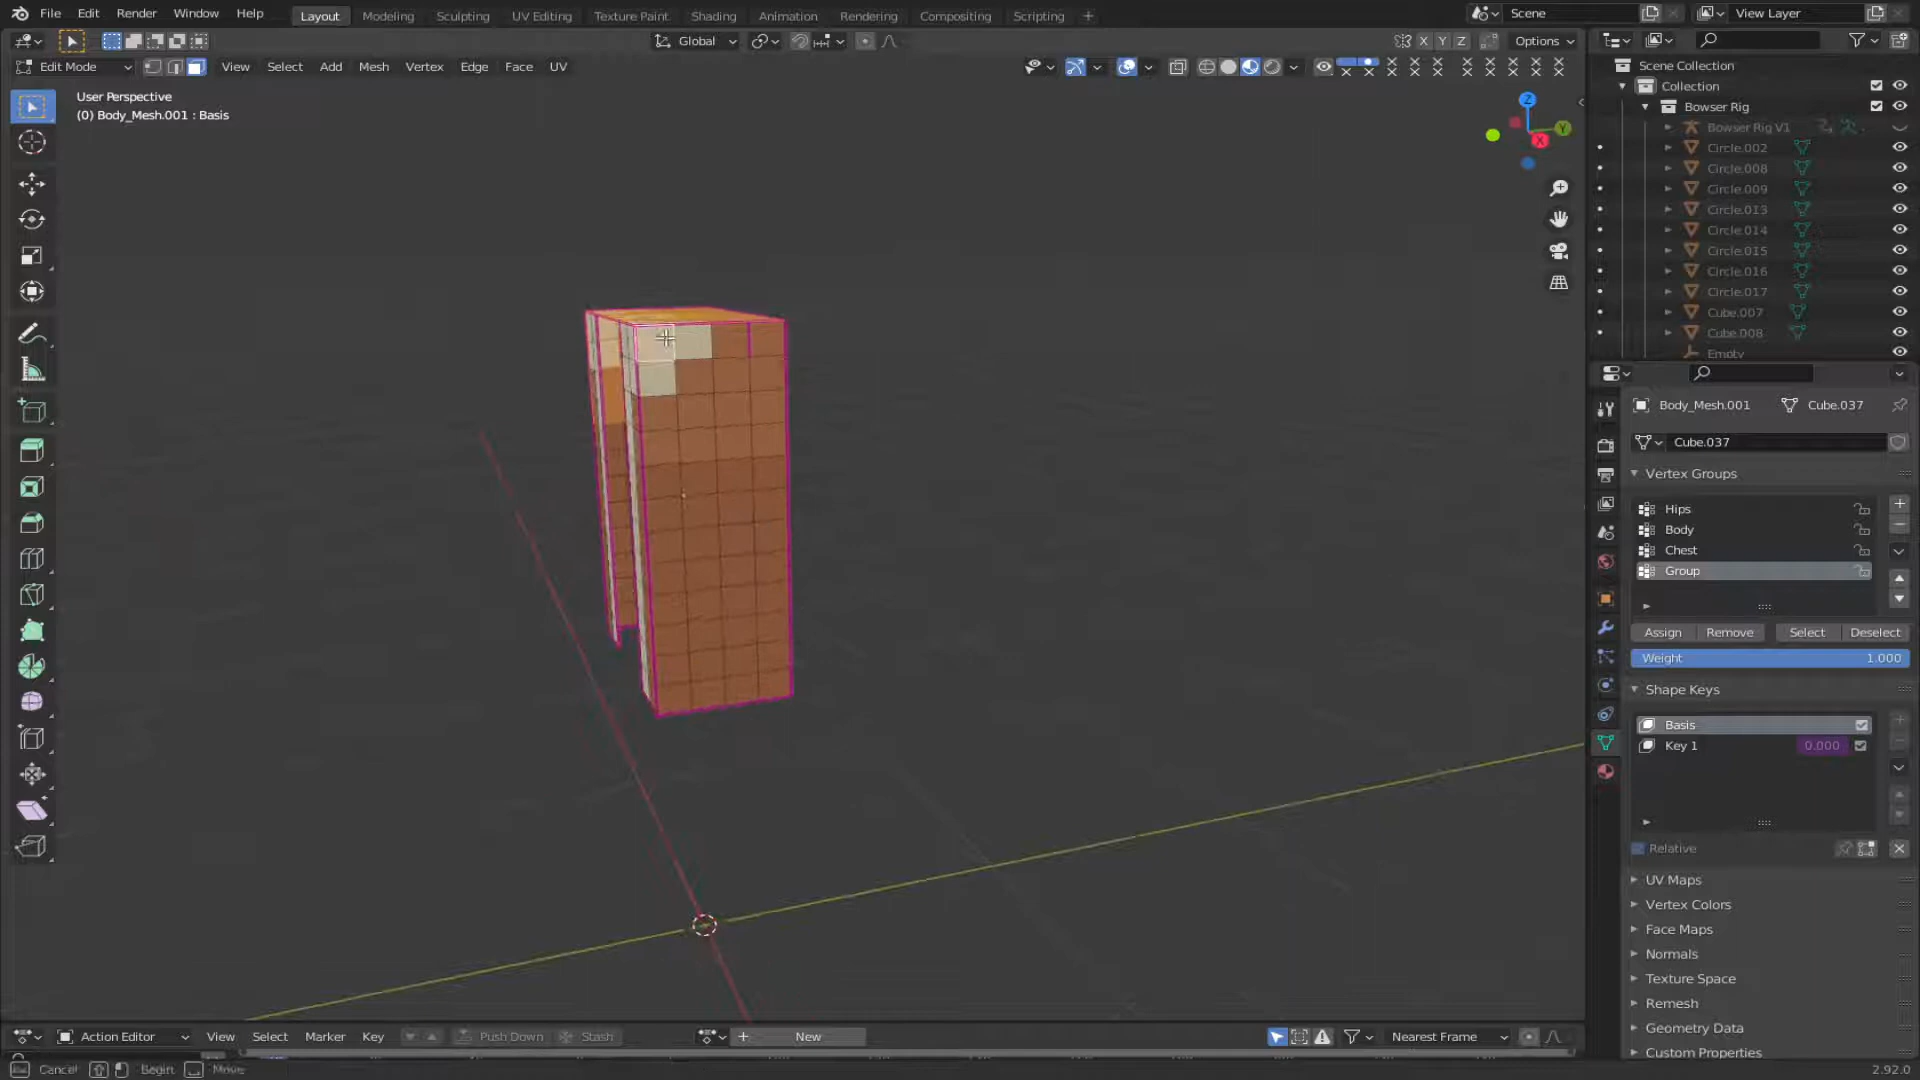 File Edit Render Window Help Layout Modeling Sculpting UV Editing Texture Paint Shading Animation Rendering Compositing Scripting + Scene View Layer
Global X Y Z Options
Edit Mode View Select Add Mesh Vertex Edge Face UV
User Perspective
(0) Body_Mesh.001 : Basis
Z
Y
X
Scene Collection
Collection
Bowser Rig
Bowser Rig V1
Circle.002
Circle.008
Circle.009
Circle.013
Circle.014
Circle.015
Circle.016
Circle.017
Cube.007
Cube.008
Empty
Body_Mesh.001 Cube.037
Cube.037
Vertex Groups
Hips
Body
Chest
Group
Assign Remove Select Deselect
Weight 1.000
Shape Keys
Basis
Key 1 0.000
Relative
UV Maps
Vertex Colors
Face Maps
Normals
Texture Space
Remesh
Geometry Data
Custom Properties
Action Editor View Select Marker Key Push Down Stash New Nearest Frame
Cancel Begin Move 2.92.0